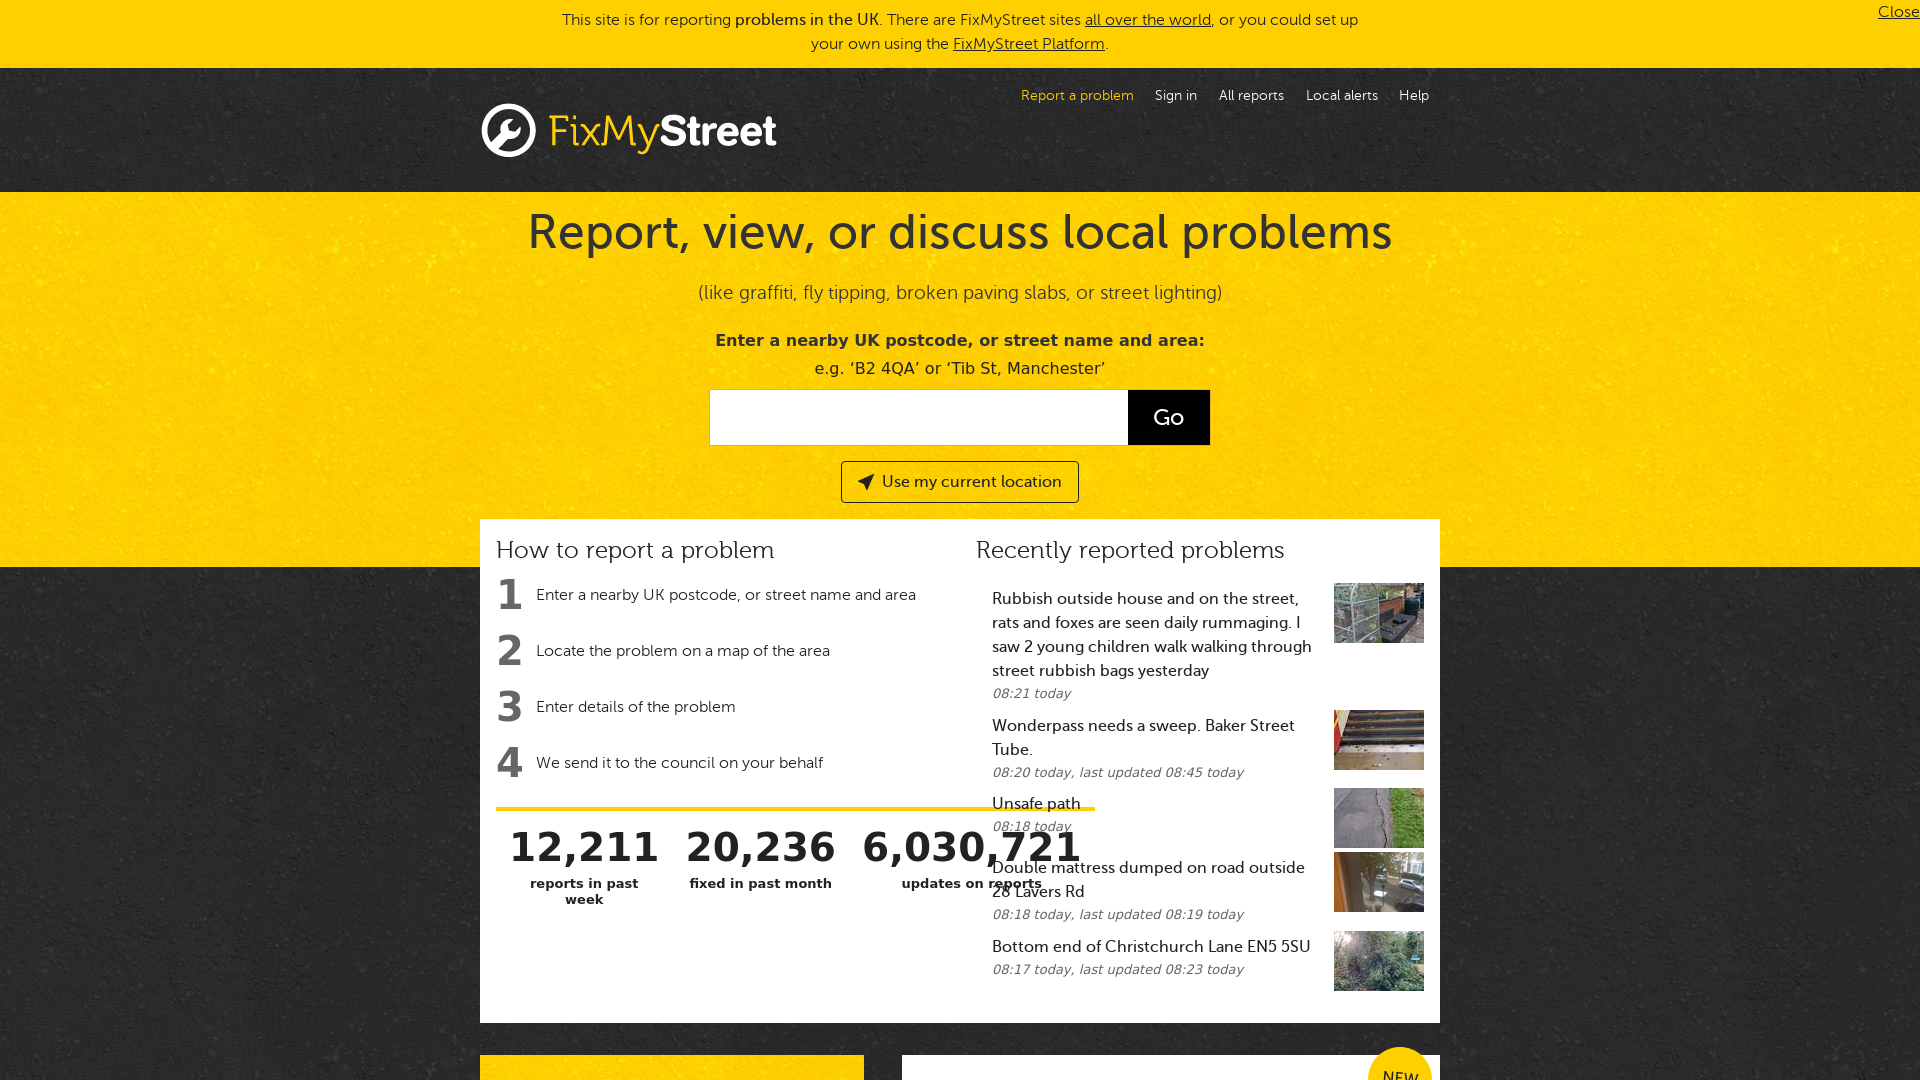 This site is for reporting problems in the UK. There are FixMyStreet sites all over the world, or you could set up
your own using the FixMyStreet Platform.
Close
FixMyStreet
Report a problem
Sign in
All reports
Local alerts
Help
Report, view, or discuss local problems
(like graffiti, fly tipping, broken paving slabs, or street lighting)
Enter a nearby UK postcode, or street name and area:
e.g. ‘B2 4QA’ or ‘Tib St, Manchester’
Go
Use my current location
How to report a problem
1 Enter a nearby UK postcode, or street name and area
2 Locate the problem on a map of the area
3 Enter details of the problem
4 We send it to the council on your behalf
12,211
reports in past
week
20,236
fixed in past month
6,030,721
updates on reports
Recently reported problems
Rubbish outside house and on the street,
rats and foxes are seen daily rummaging. I
saw 2 young children walk walking through
street rubbish bags yesterday
08:21 today
Wonderpass needs a sweep. Baker Street
Tube.
08:20 today, last updated 08:45 today
Unsafe path
08:18 today
Double mattress dumped on road outside
28 Lavers Rd
08:18 today, last updated 08:19 today
Bottom end of Christchurch Lane EN5 5SU
08:17 today, last updated 08:23 today
NEW